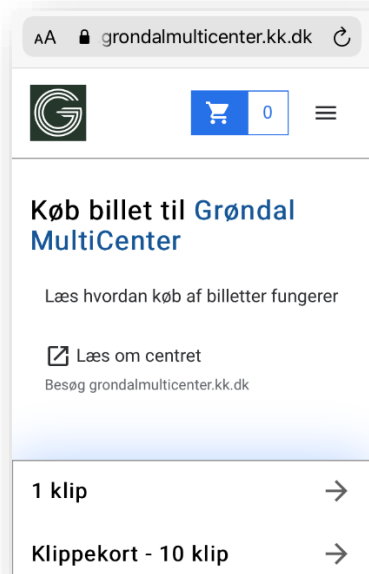 AA grondalmulticenter.kk.dk
G
0
Køb billet til Grøndal
MultiCenter
Læs hvordan køb af billetter fungerer
Læs om centret
Besøg grondalmulticenter.kk.dk
1 klip
Klippekort - 10 klip